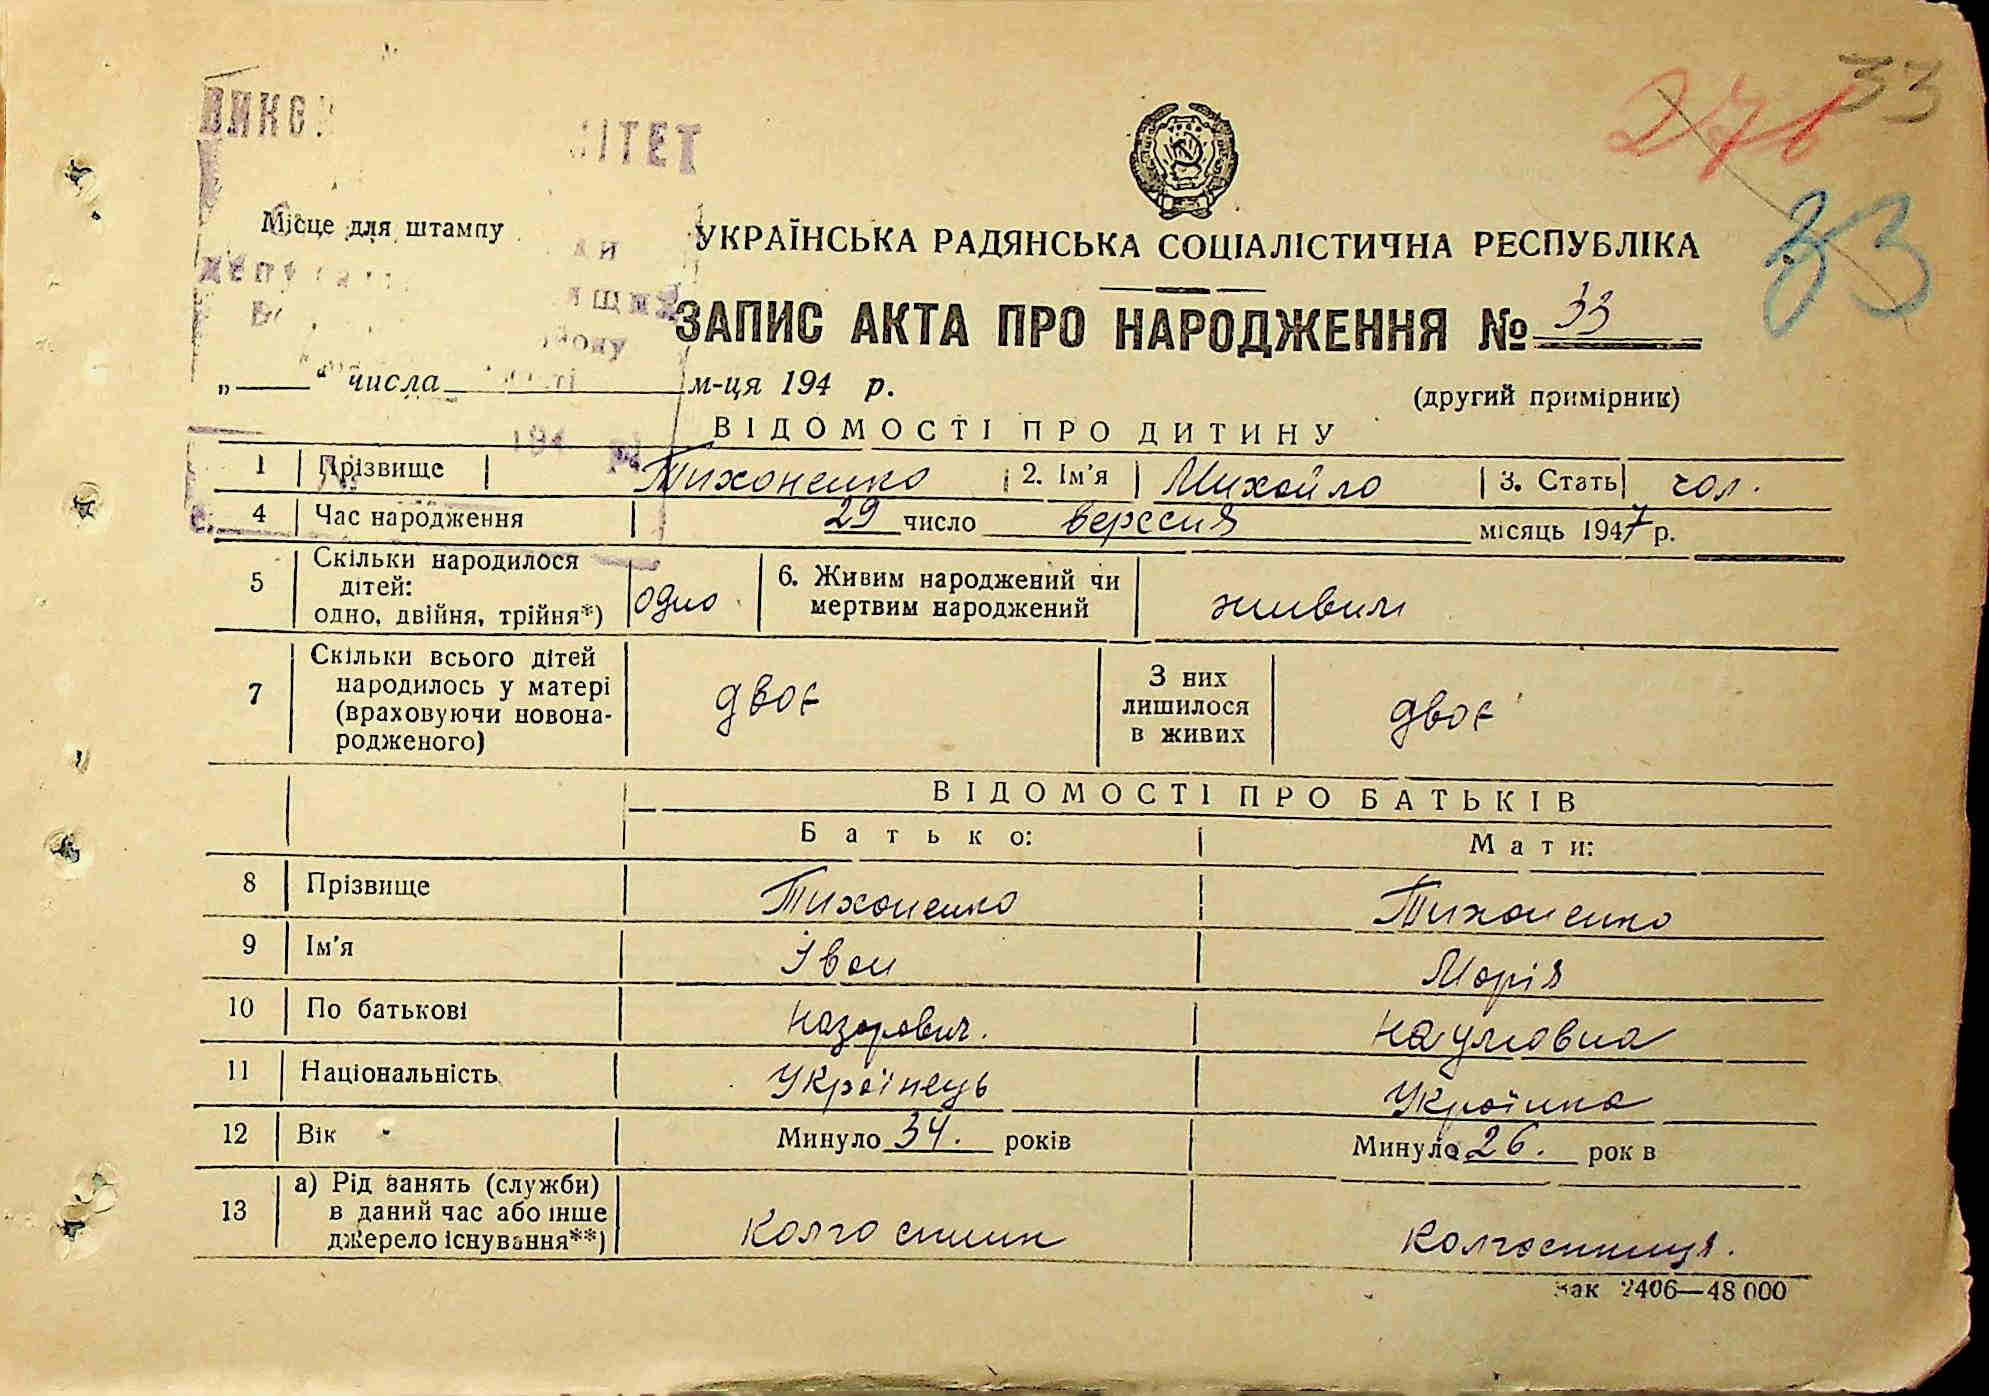 33
276
33
ІТЕТ
Місце для штампу
УКРАЇНСЬКА РАДЯНСЬКА СОЦІАЛІСТИЧНА РЕСПУБЛІКА
ЗАПИС АКТА ПРО НАРОДЖЕННЯ № 33
„ “ числа м-ця 194 р.
(другий примірник)
ВІДОМОСТІ ПРО ДИТИНУ
1 Прізвище Тихоненко 2. Ім'я Михайло 3. Стать чол.
4 Час народження 29 число вересня місяць 1947 р.
5 Скільки народилося
дітей:
одно, двійня, трійня*) одно
6. Живим народжений чи
мертвим народжений живим
7 Скільки всього дітей
народилось у матері
(враховуючи новона-
родженого) двоє
З них
лишилося
в живих двоє
ВІДОМОСТІ ПРО БАТЬКІВ
Батько: Мати:
8 Прізвище Тихоненко Тихоненко
9 Ім'я Іван Марія
10 По батькові Назарович. Наумовна
11 Національність Українець Українка
12 Вік Минуло 34. років Минуло 26. рок в
13 а) Рід занять (служби)
в даний час або інше
джерело існування**) колгоспник колгоспниця.
Зак 2406—48 000